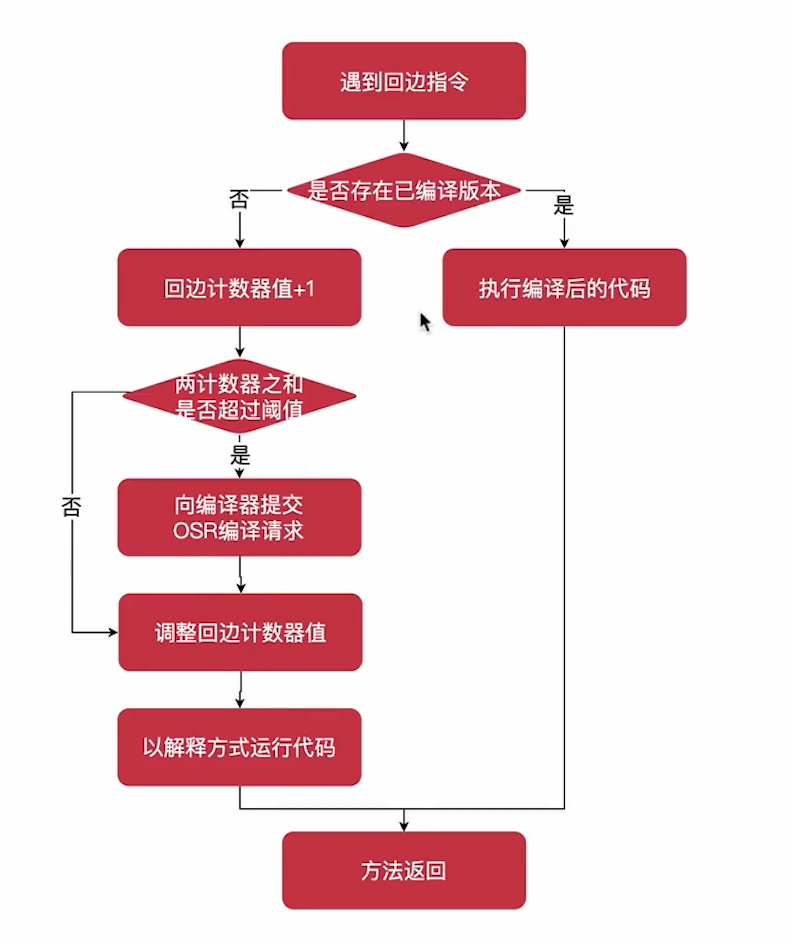 遇到回边指令
是否存在已编译版本
否
是
回边计数器值+1
执行编译后的代码
两计数器之和
是否超过阈值
是
否
向编译器提交
OSR编译请求
调整回边计数器值
以解释方式运行代码
方法返回